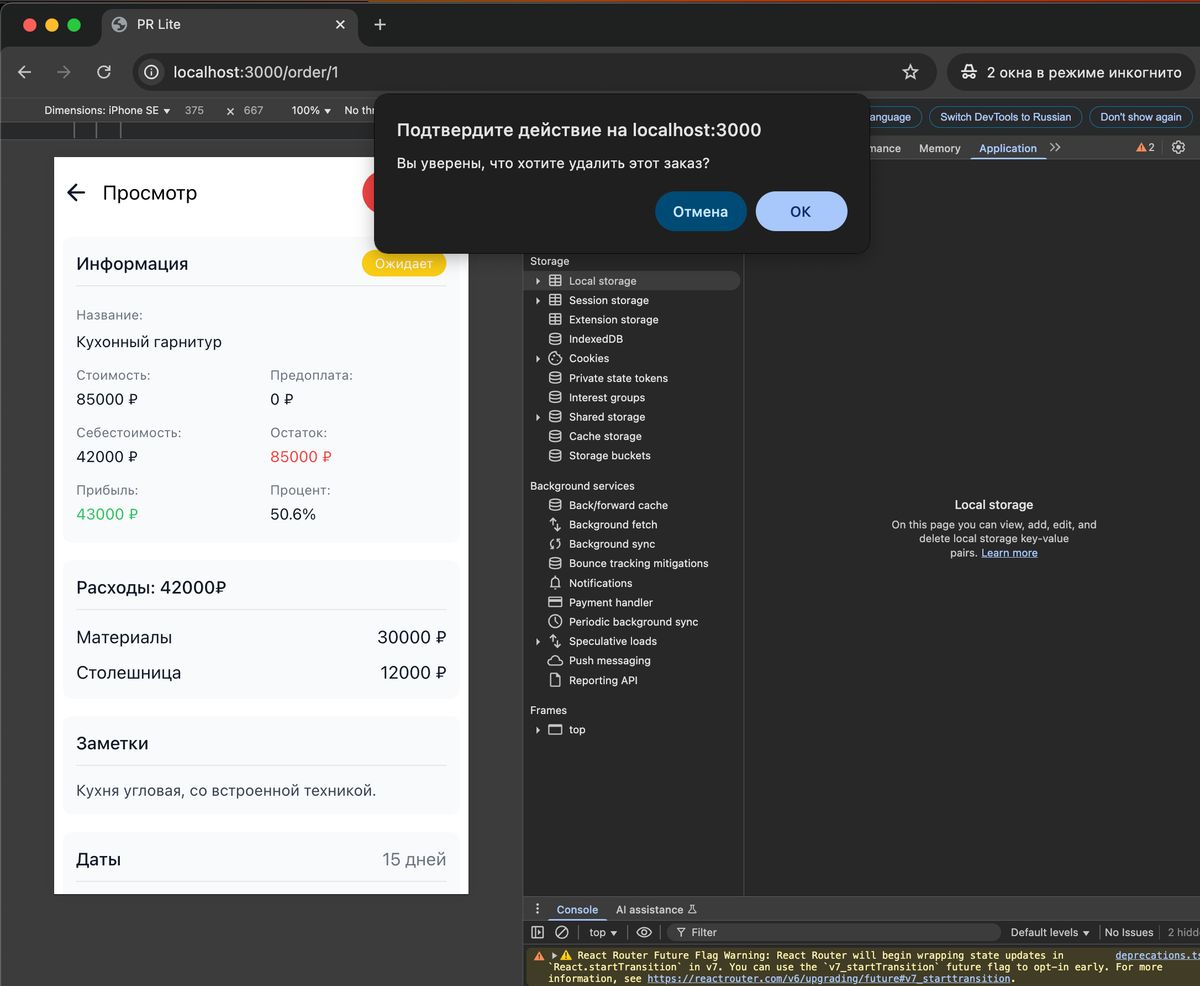 PR Lite
localhost:3000/order/1
2 окна в режиме инкогнито
Dimensions: iPhone SE 375 x 667 100% No thr
Подтвердите действие на localhost:3000
Вы уверены, что хотите удалить этот заказ?
Отмена
ОК
anguage
Switch DevTools to Russian
Don't show again
mance
Memory
Application
2
Просмотр
Информация
Ожидает
Название:
Кухонный гарнитур
Стоимость:
Предоплата:
85000 ₽
0 ₽
Себестоимость:
Остаток:
42000 ₽
85000 ₽
Прибыль:
Процент:
43000 ₽
50.6%
Расходы: 42000₽
Материалы
30000 ₽
Столешница
12000 ₽
Заметки
Кухня угловая, со встроенной техникой.
Даты
15 дней
Storage
Local storage
Session storage
Extension storage
IndexedDB
Cookies
Private state tokens
Interest groups
Shared storage
Cache storage
Storage buckets
Background services
Back/forward cache
Background fetch
Background sync
Bounce tracking mitigations
Notifications
Payment handler
Periodic background sync
Speculative loads
Push messaging
Reporting API
Frames
top
Local storage
On this page you can view, add, edit, and
delete local storage key-value
pairs. Learn more
Console
AI assistance
top
Filter
Default levels
No Issues
2 hidd
React Router Future Flag Warning: React Router will begin wrapping state updates in
deprecations.ts
`React.startTransition` in v7. You can use the `v7_startTransition` future flag to opt-in early. For more
information, see https://reactrouter.com/v6/upgrading/future#v7_starttransition.